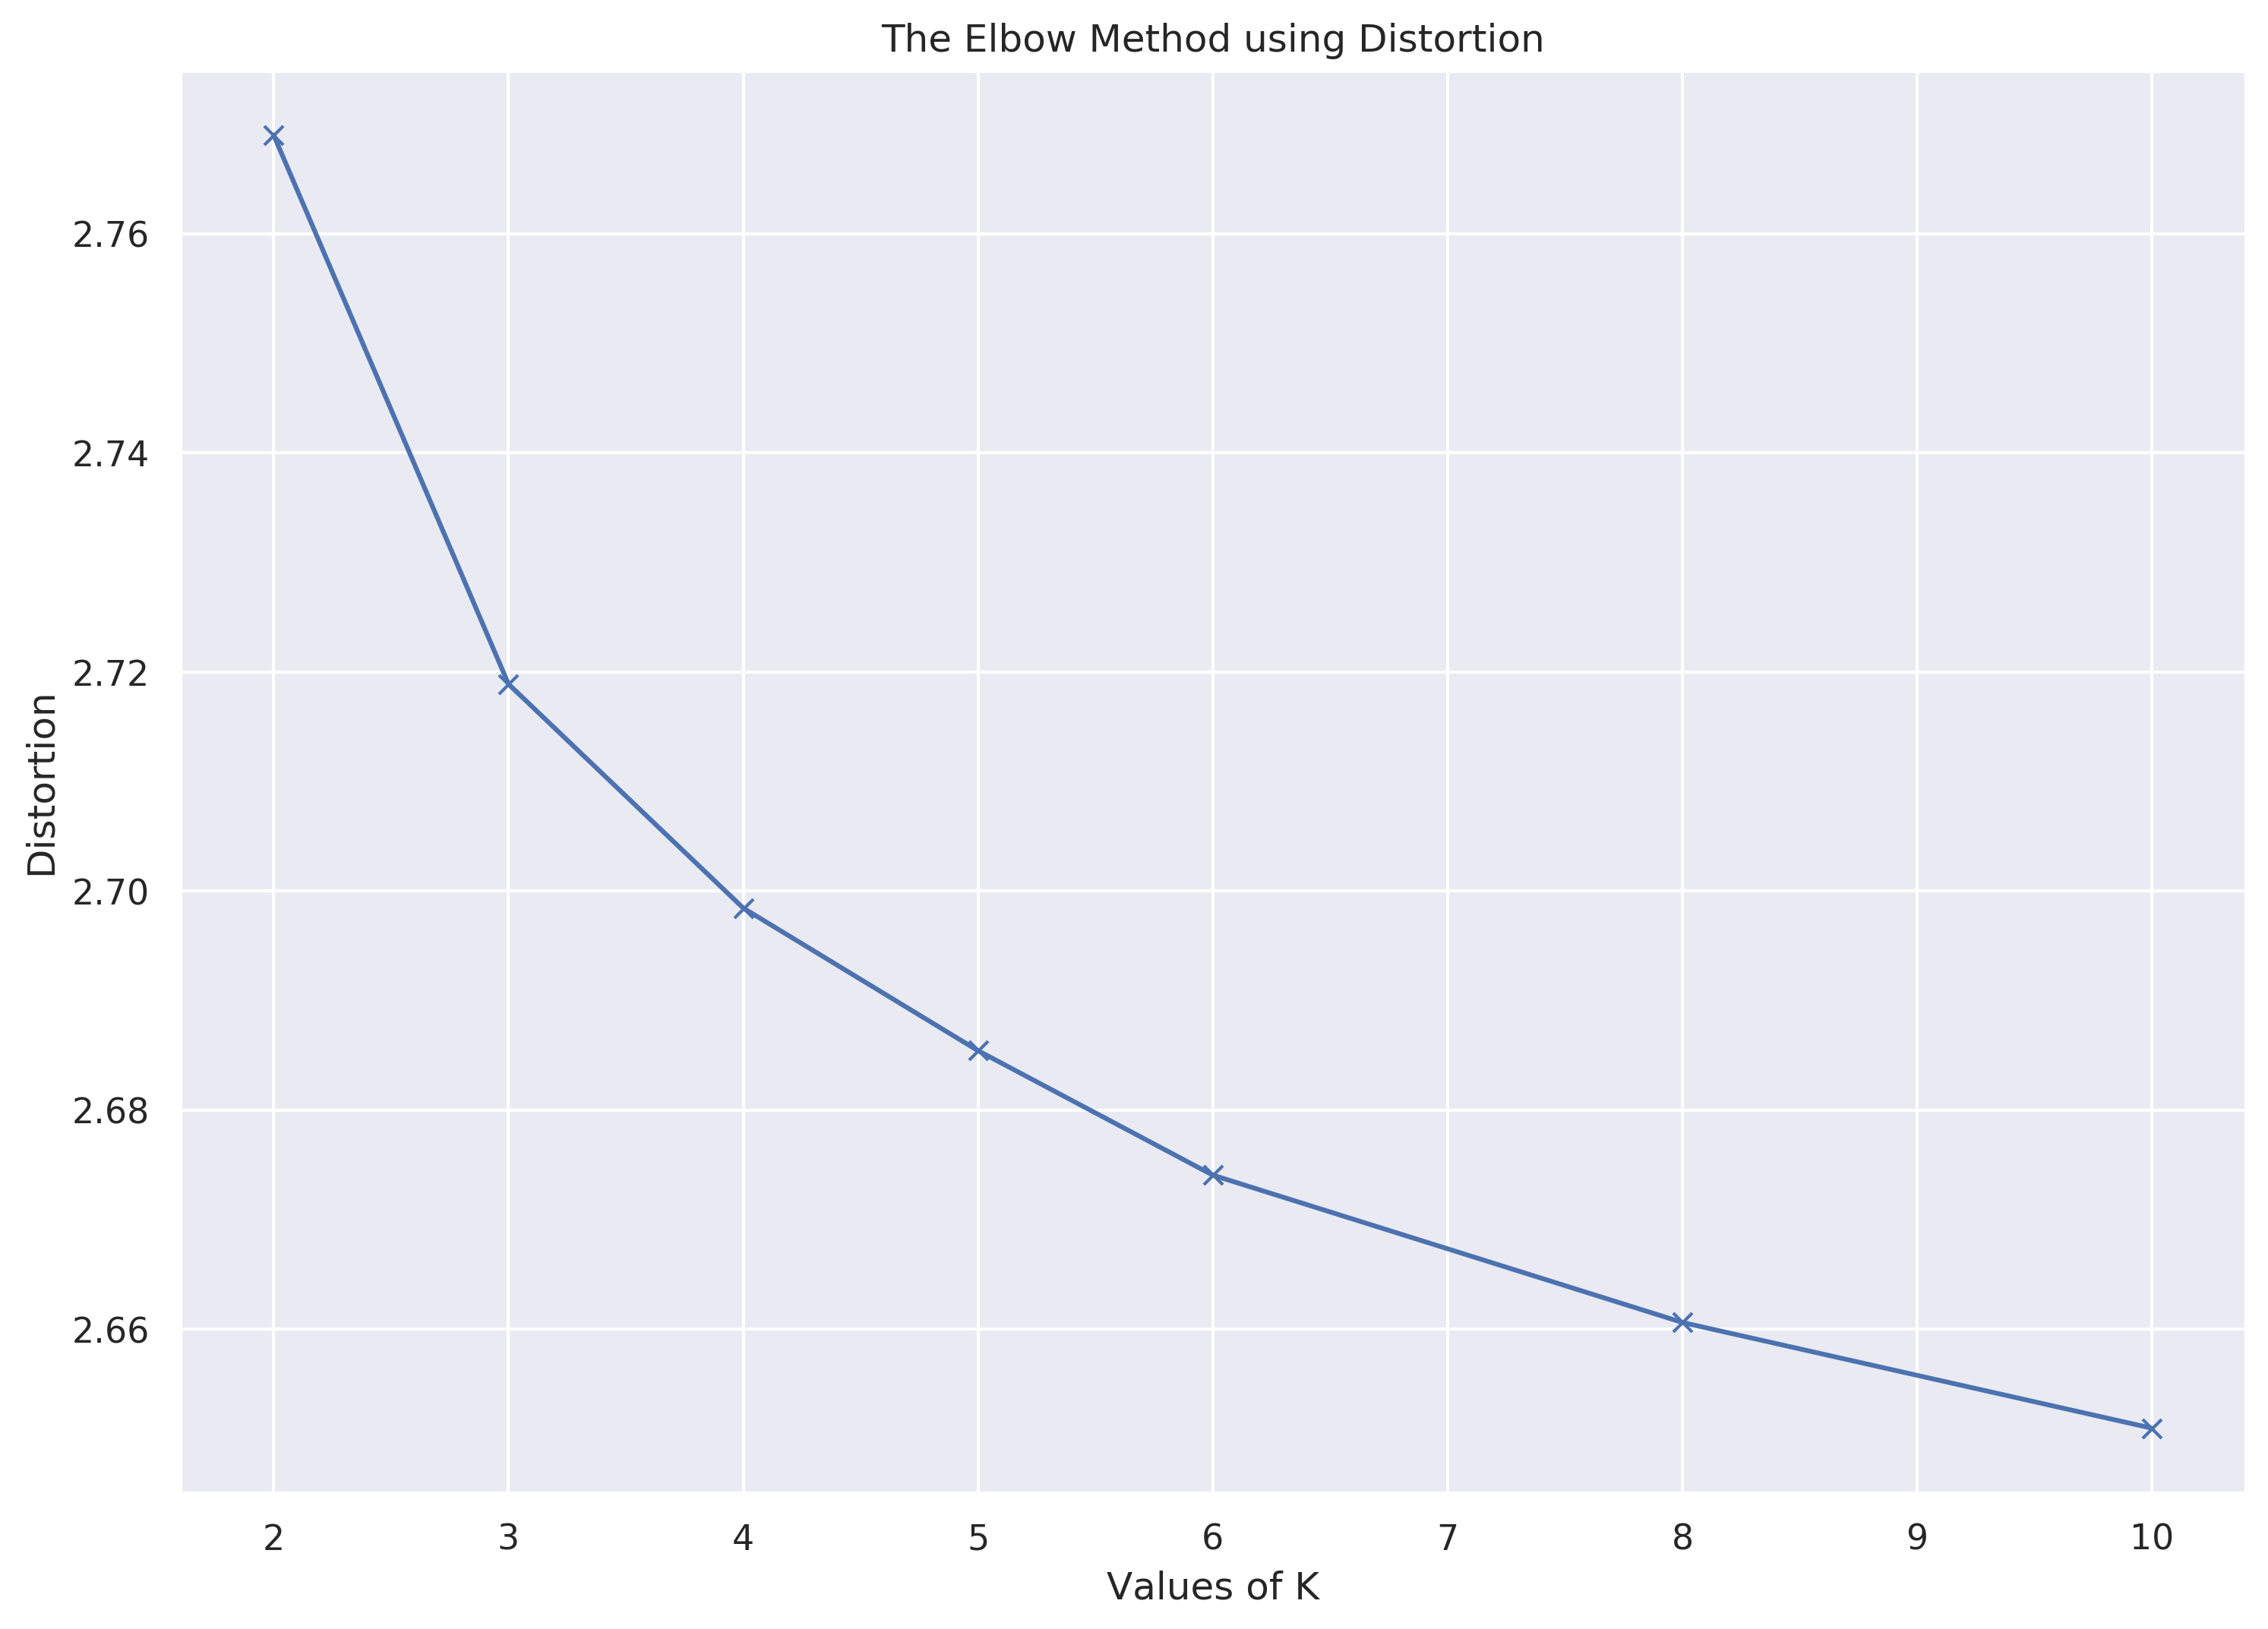 The Elbow Method using Distortion
Distortion
2.76
2.74
2.72
2.70
2.68
2.66
2 3 4 5 6 7 8 9 10
Values of K